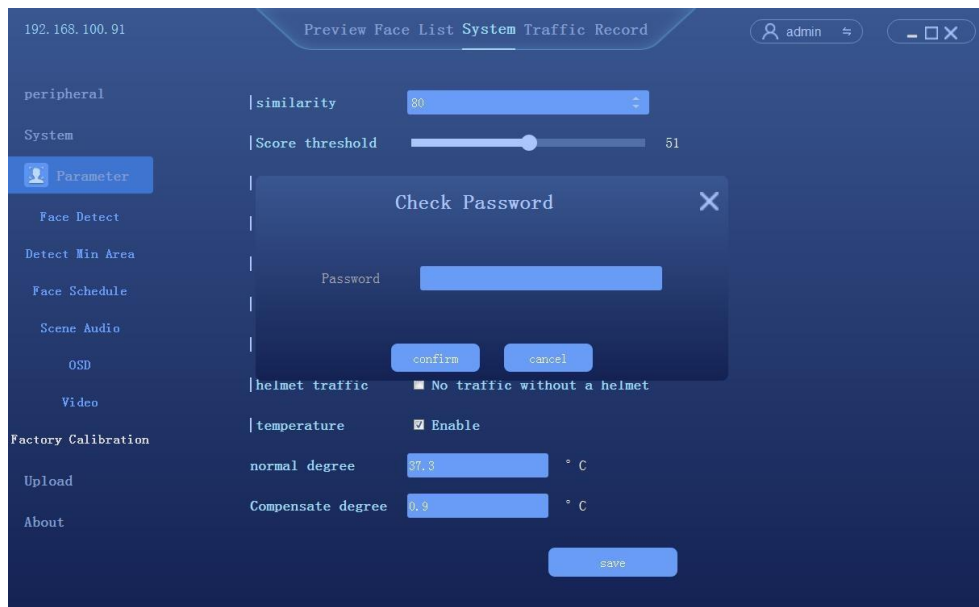 192.168.100.91
Preview Face List System Traffic Record
admin
peripheral
System
Parameter
Face Detect
Detect Min Area
Face Schedule
Scene Audio
OSD
Video
Factory Calibration
Upload
About
similarity 80
Score threshold 51
Check Password
Password
confirm cancel
helmet traffic No traffic without a helmet
temperature Enable
normal degree 37.3 ° C
Compensate degree 0.9 ° C
save